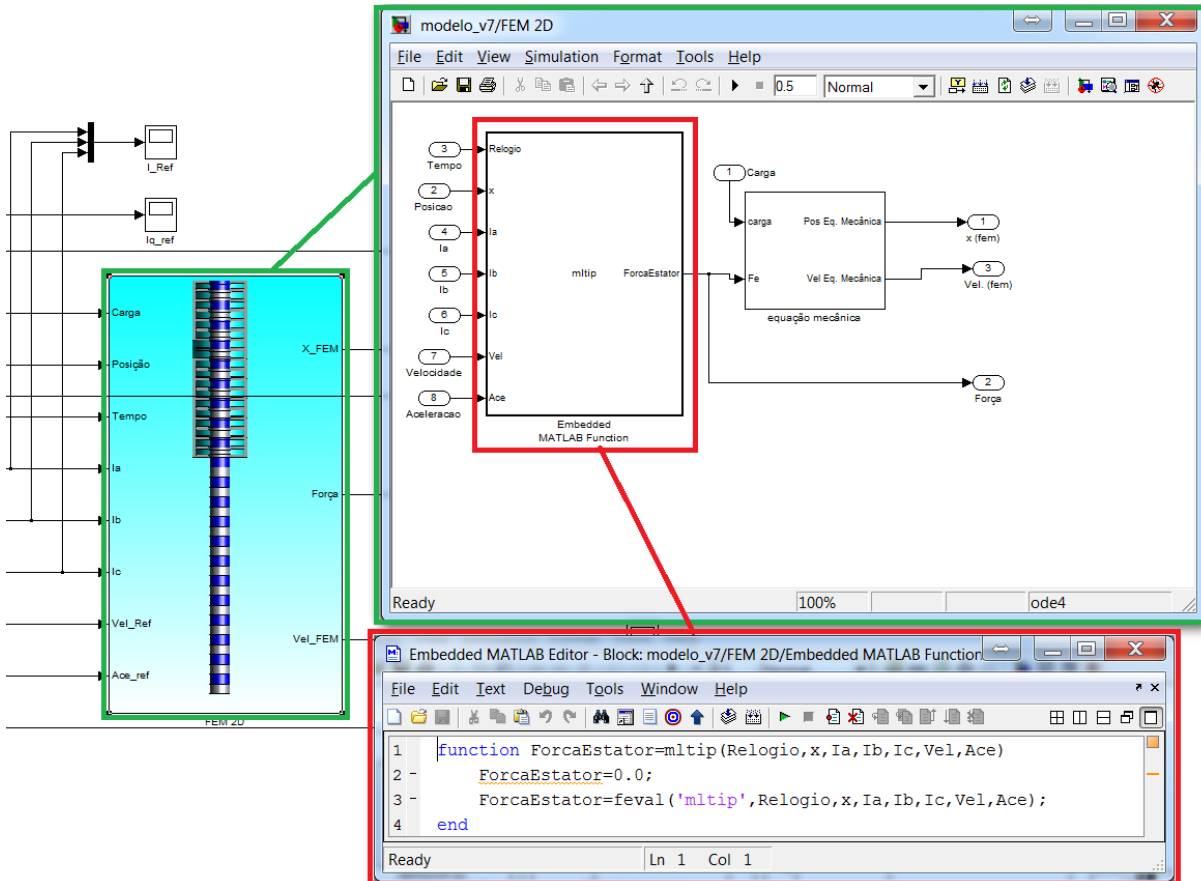 I_Ref
Iq_ref
Carga
Posição
Tempo
Ia
Ib
Ic
Vel_Ref
Ace_ref
X_FEM
Força
Vel_FEM
FEM 2D
modelo_v7/FEM 2D
File Edit View Simulation Format Tools Help
0.5 Normal
3
Tempo
2
Posicao
4
Ia
5
Ib
6
Ic
7
Velocidade
8
Aceleracao
Relogio
x
Ia
Ib
Ic
Vel
Ace
mltip
ForcaEstator
Embedded
MATLAB Function
1 Carga
carga
Fe
Pos Eq. Mecânica
Vel Eq. Mecânica
equação mecânica
1
x (fem)
3
Vel. (fem)
2
Força
Ready 100% ode4
Embedded MATLAB Editor - Block: modelo_v7/FEM 2D/Embedded MATLAB Function
File Edit Text Debug Tools Window Help
1 function ForcaEstator=mltip(Relogio,x,Ia,Ib,Ic,Vel,Ace)
2 - ForcaEstator=0.0;
3 - ForcaEstator=feval('mltip',Relogio,x,Ia,Ib,Ic,Vel,Ace);
4 end
Ready Ln 1 Col 1